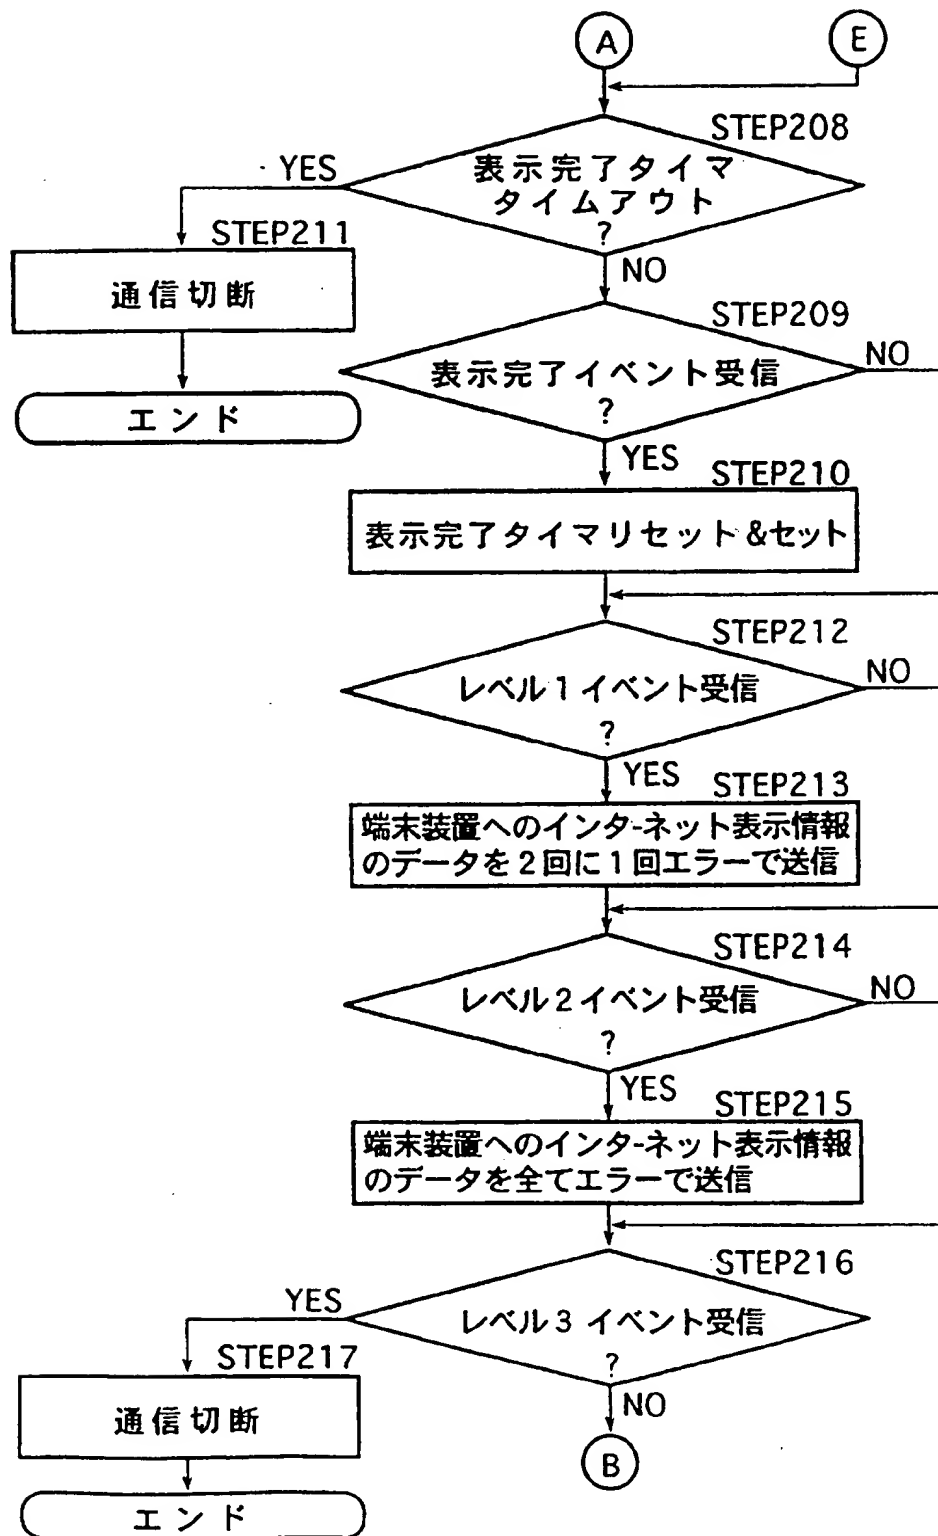 A
E
STEP208
表示完了タイマ
タイムアウト
?
YES
NO
STEP211
通信切断
エンド
STEP209
表示完了イベント受信
?
NO
YES
STEP210
表示完了タイマリセット&セット
STEP212
レベル1イベント受信
?
NO
YES
STEP213
端末装置へのインタ-ネット表示情報
のデータを2回に1回エラーで送信
STEP214
レベル2イベント受信
?
NO
YES
STEP215
端末装置へのインタ-ネット表示情報
のデータを全てエラーで送信
STEP216
レベル3 イベント受信
?
YES
NO
STEP217
通信切断
エンド
B